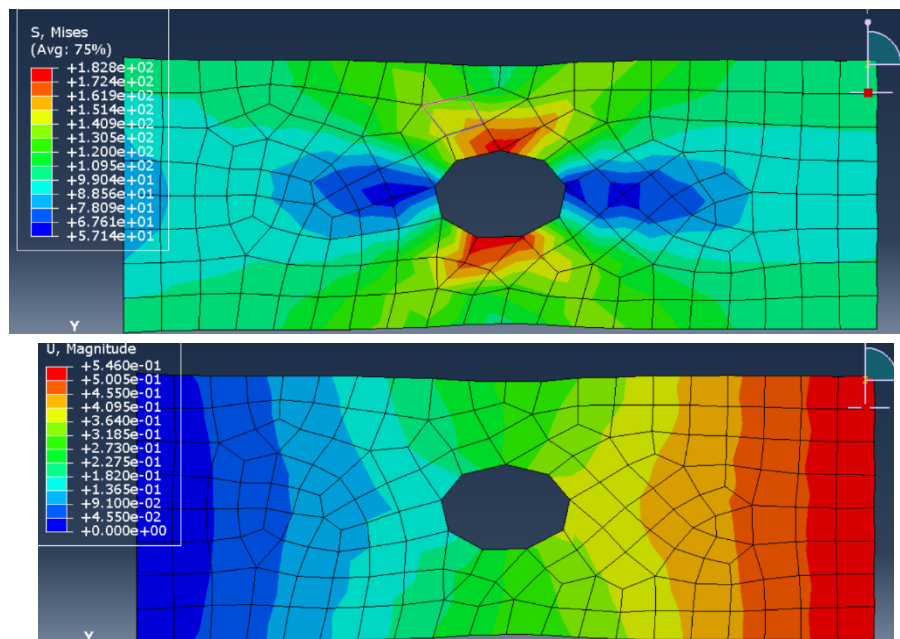 S, Mises
(Avg: 75%)
+1.828e+02
+1.724e+02
+1.619e+02
+1.514e+02
+1.409e+02
+1.305e+02
+1.200e+02
+1.095e+02
+9.904e+01
+8.856e+01
+7.809e+01
+6.761e+01
+5.714e+01
Y
U, Magnitude
+5.460e-01
+5.005e-01
+4.550e-01
+4.095e-01
+3.640e-01
+3.185e-01
+2.730e-01
+2.275e-01
+1.820e-01
+1.365e-01
+9.100e-02
+4.550e-02
+0.000e+00
Y